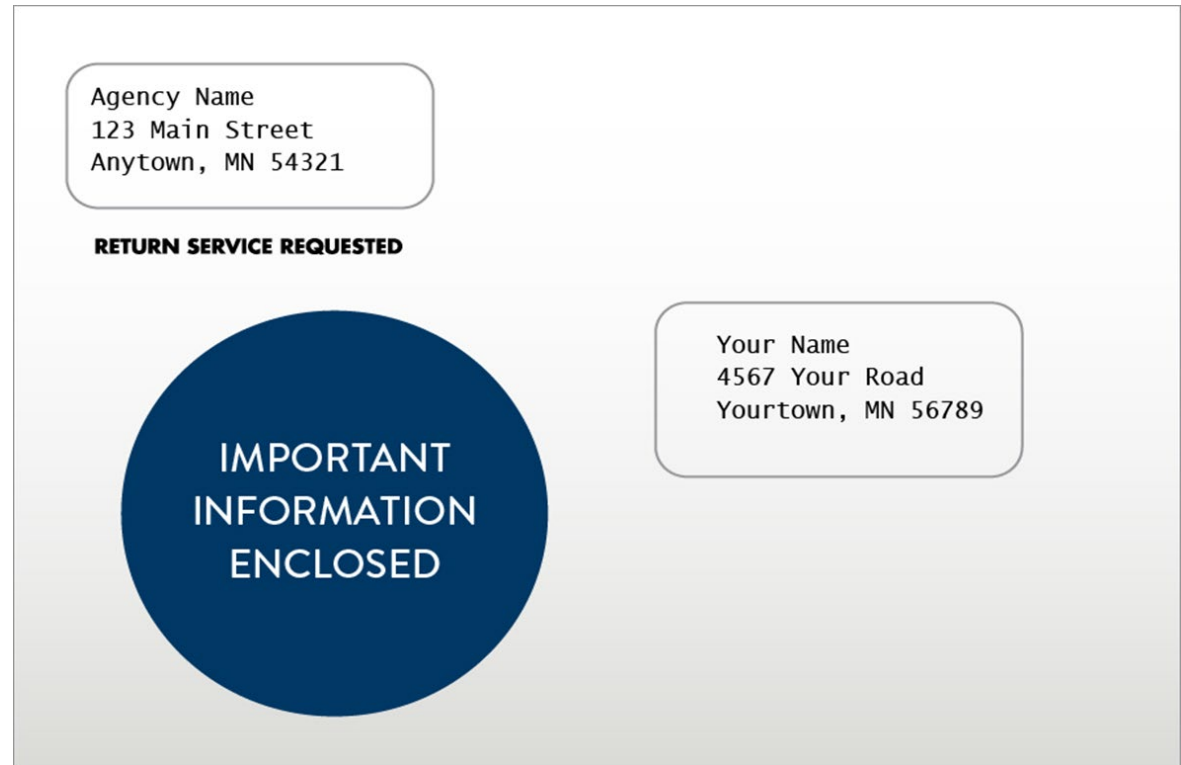 Agency Name
123 Main Street
Anytown, MN 54321
RETURN SERVICE REQUESTED
Your Name
4567 Your Road
Yourtown, MN 56789
IMPORTANT
INFORMATION
ENCLOSED